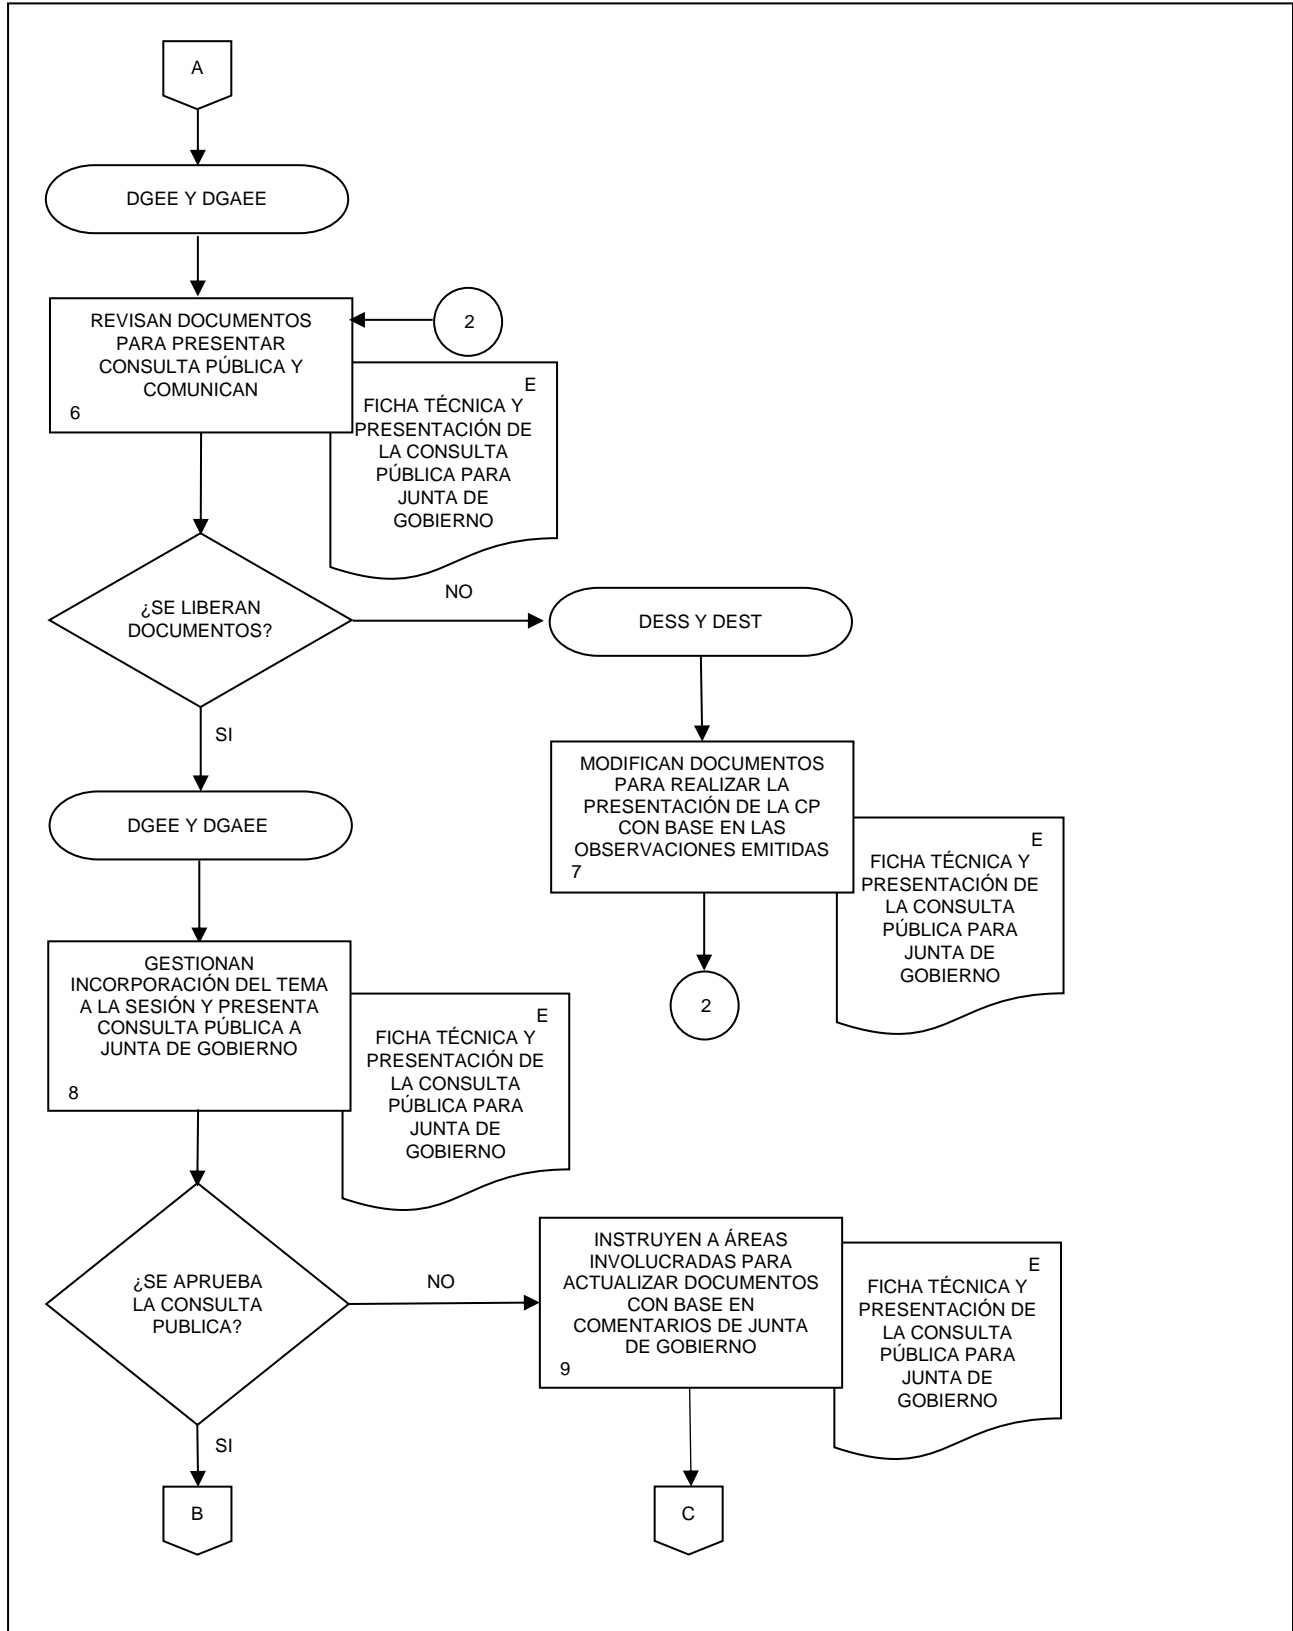 A
DGEE Y DGAEE
REVISAN DOCUMENTOS
PARA PRESENTAR
CONSULTA PÚBLICA Y
COMUNICAN
6
2
E
FICHA TÉCNICA Y
PRESENTACIÓN DE
LA CONSULTA
PÚBLICA PARA
JUNTA DE
GOBIERNO
¿SE LIBERAN
DOCUMENTOS?
NO
DESS Y DEST
SI
MODIFICAN DOCUMENTOS
PARA REALIZAR LA
PRESENTACIÓN DE LA CP
CON BASE EN LAS
OBSERVACIONES EMITIDAS
7
E
FICHA TÉCNICA Y
PRESENTACIÓN DE
LA CONSULTA
PÚBLICA PARA
JUNTA DE
GOBIERNO
2
DGEE Y DGAEE
GESTIONAN
INCORPORACIÓN DEL TEMA
A LA SESIÓN Y PRESENTA
CONSULTA PÚBLICA A
JUNTA DE GOBIERNO
8
E
FICHA TÉCNICA Y
PRESENTACIÓN DE
LA CONSULTA
PÚBLICA PARA
JUNTA DE
GOBIERNO
¿SE APRUEBA
LA CONSULTA
PUBLICA?
NO
INSTRUYEN A ÁREAS
INVOLUCRADAS PARA
ACTUALIZAR DOCUMENTOS
CON BASE EN
COMENTARIOS DE JUNTA
DE GOBIERNO
9
E
FICHA TÉCNICA Y
PRESENTACIÓN DE
LA CONSULTA
PÚBLICA PARA
JUNTA DE
GOBIERNO
SI
B
C